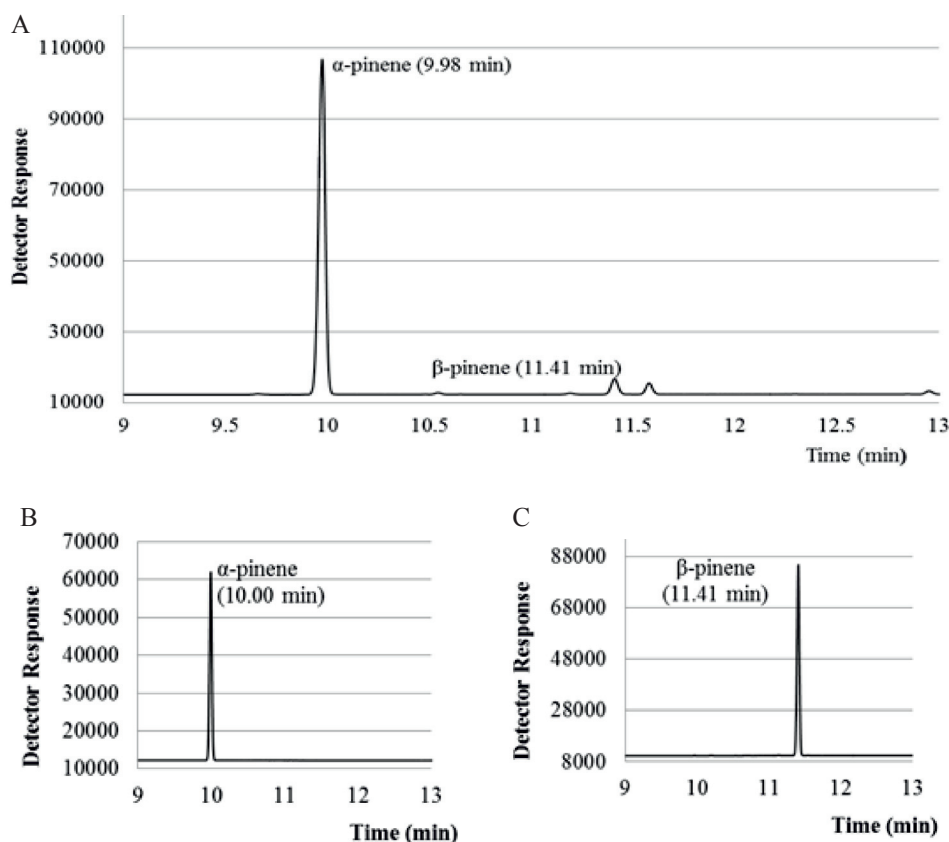 A
110000
α-pinene (9.98 min)
90000
70000
50000
30000
β-pinene (11.41 min)
10000
9 9.5 10 10.5 11 11.5 12 12.5 13
Detector Response
Time (min)
B
70000
α-pinene
(10.00 min)
60000
50000
40000
30000
20000
10000
9 10 11 12 13
Detector Response
Time (min)
C
88000
β-pinene
(11.41 min)
68000
48000
28000
8000
9 10 11 12 13
Detector Response
Time (min)